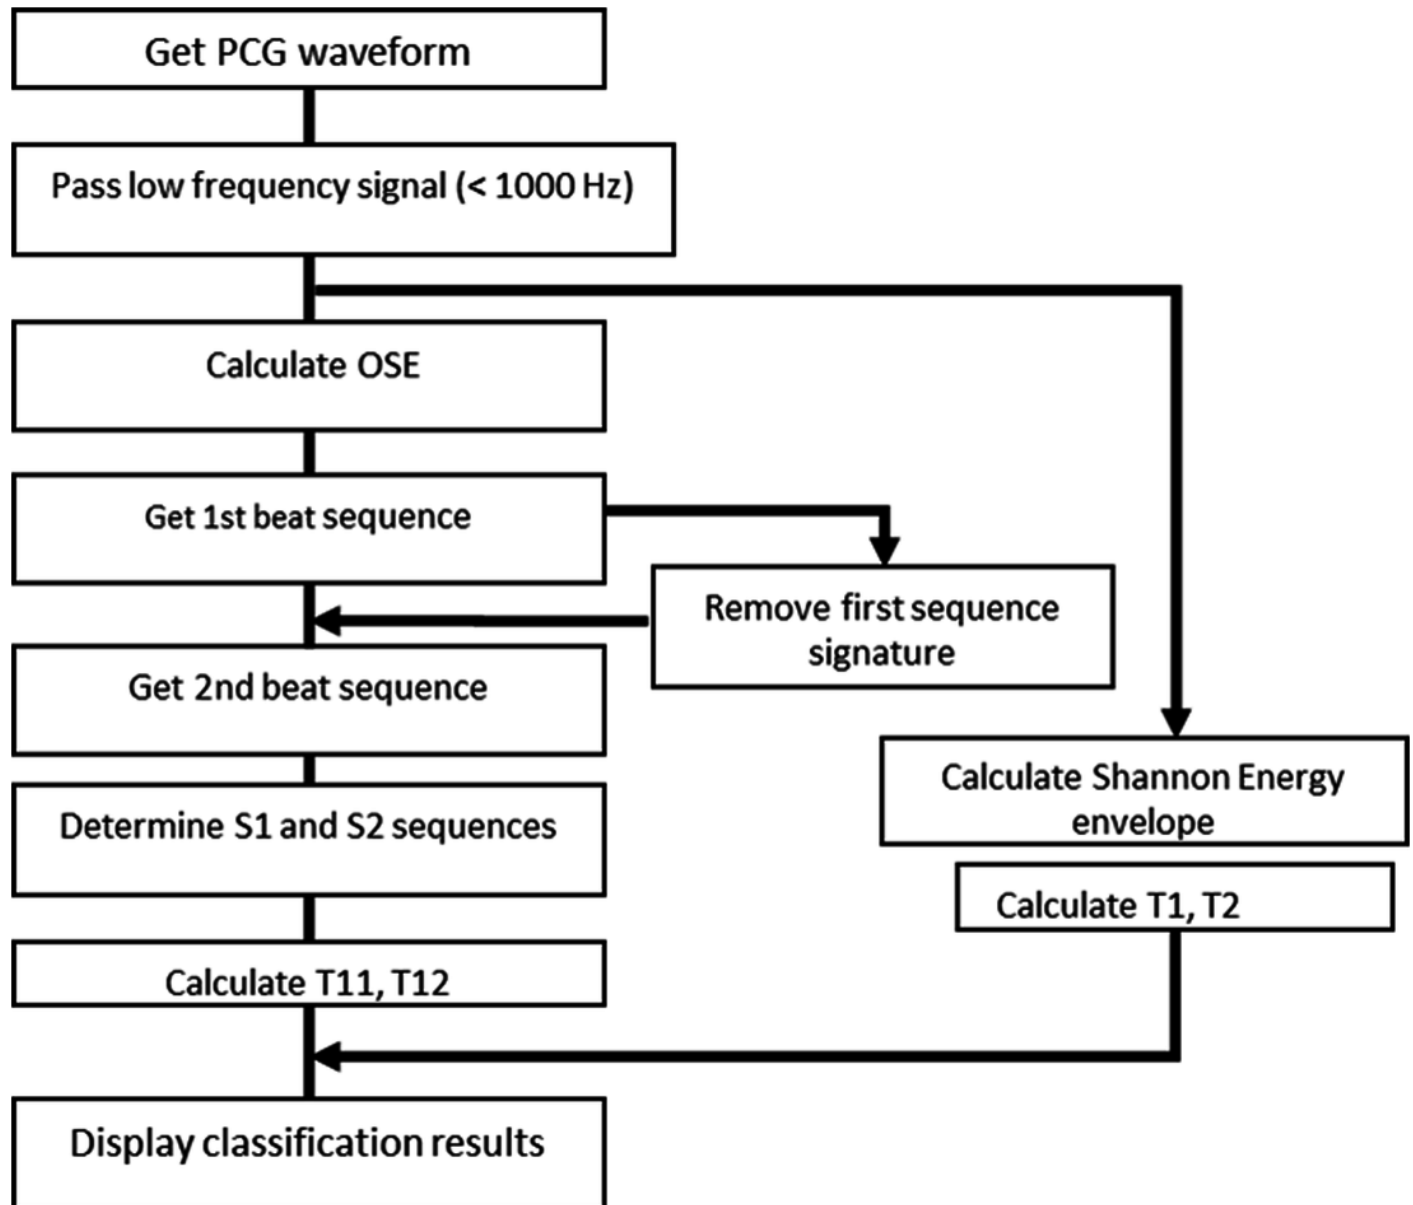 Get PCG waveform
Pass low frequency signal (< 1000 Hz)
Calculate OSE
Get 1st beat sequence
Remove first sequence
signature
Get 2nd beat sequence
Calculate Shannon Energy
envelope
Determine S1 and S2 sequences
Calculate T1, T2
Calculate T11, T12
Display classification results